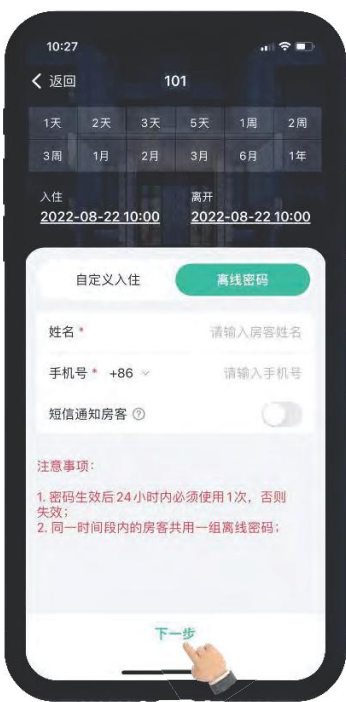 10:27
返回 101
1天 2天 3天 5天 1周 2周
3周 1月 2月 3月 6月 1年
入住 离开
2022-08-22 10:00 2022-08-22 10:00
自定义入住 离线密码
姓名 * 请输入房客姓名
手机号 * +86 请输入手机号
短信通知房客 ?
注意事项：
1. 密码生效后24小时内必须使用1次，否则
失效；
2. 同一时间段内的房客共用一组离线密码；
下一步